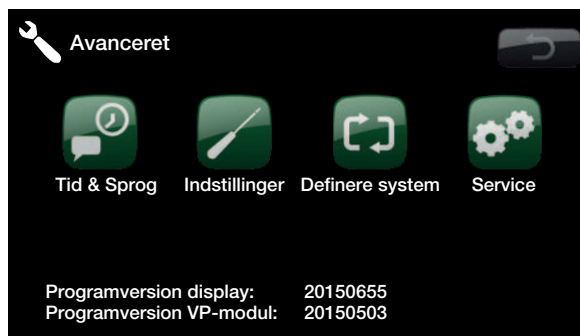 Avanceret
Tid & Sprog Indstillinger Definere system Service
Programversion display: 20150655
Programversion VP-modul: 20150503